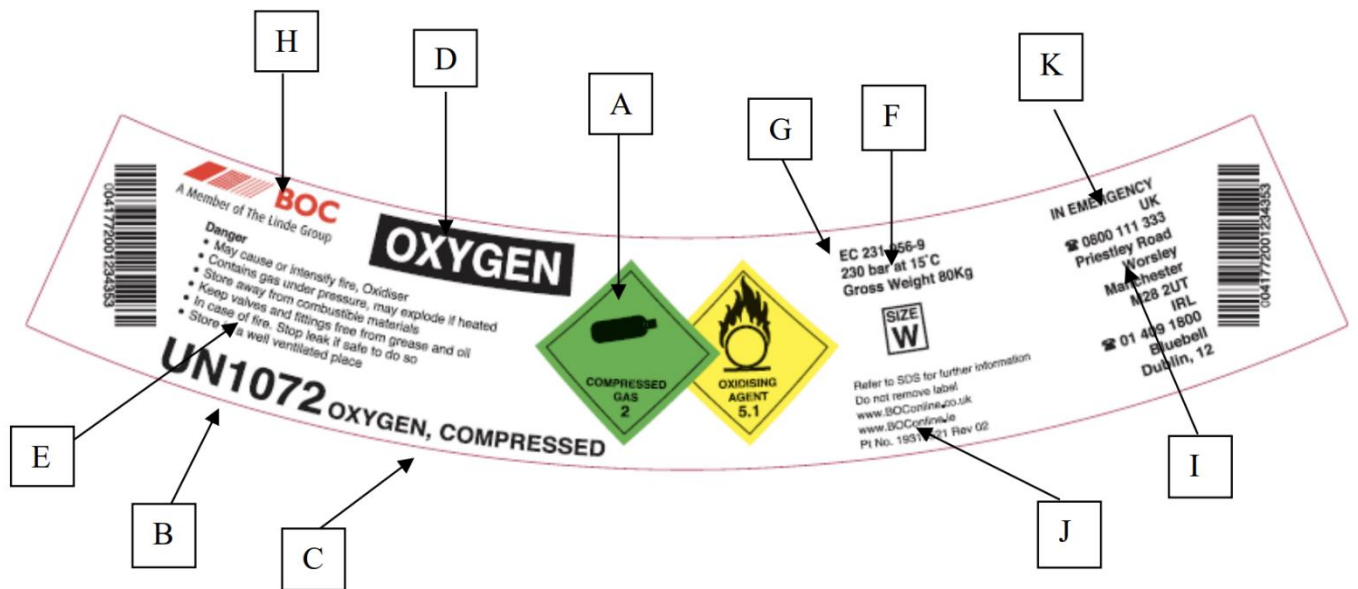 H
D
A
G
F
K
0041772001234353
BOC
A Member of The Linde Group
OXYGEN
Danger
• May cause or intensify fire, Oxidiser
• Contains gas under pressure, may explode if heated
• Store away from combustible materials
• Keep valves and fittings free from grease and oil
• In case of fire. Stop leak if safe to do so
• Store in a well ventilated place
UN1072 OXYGEN, COMPRESSED
COMPRESSED
GAS
2
OXIDISING
AGENT
5.1
EC 231-956-9
230 bar at 15°C
Gross Weight 80Kg
SIZE
W
Refer to SDS for further information
Do not remove label
www.BOConline.co.uk
www.BOConline.ie
Pt No. Rev 02
IN EMERGENCY
UK
☎ 0800 111 333
Priestley Road
Worsley
Manchester
M28 2UT
IRL
☎ 01 409 1800
Bluebell
Dublin, 12
0041772001234353
E
B
C
J
I